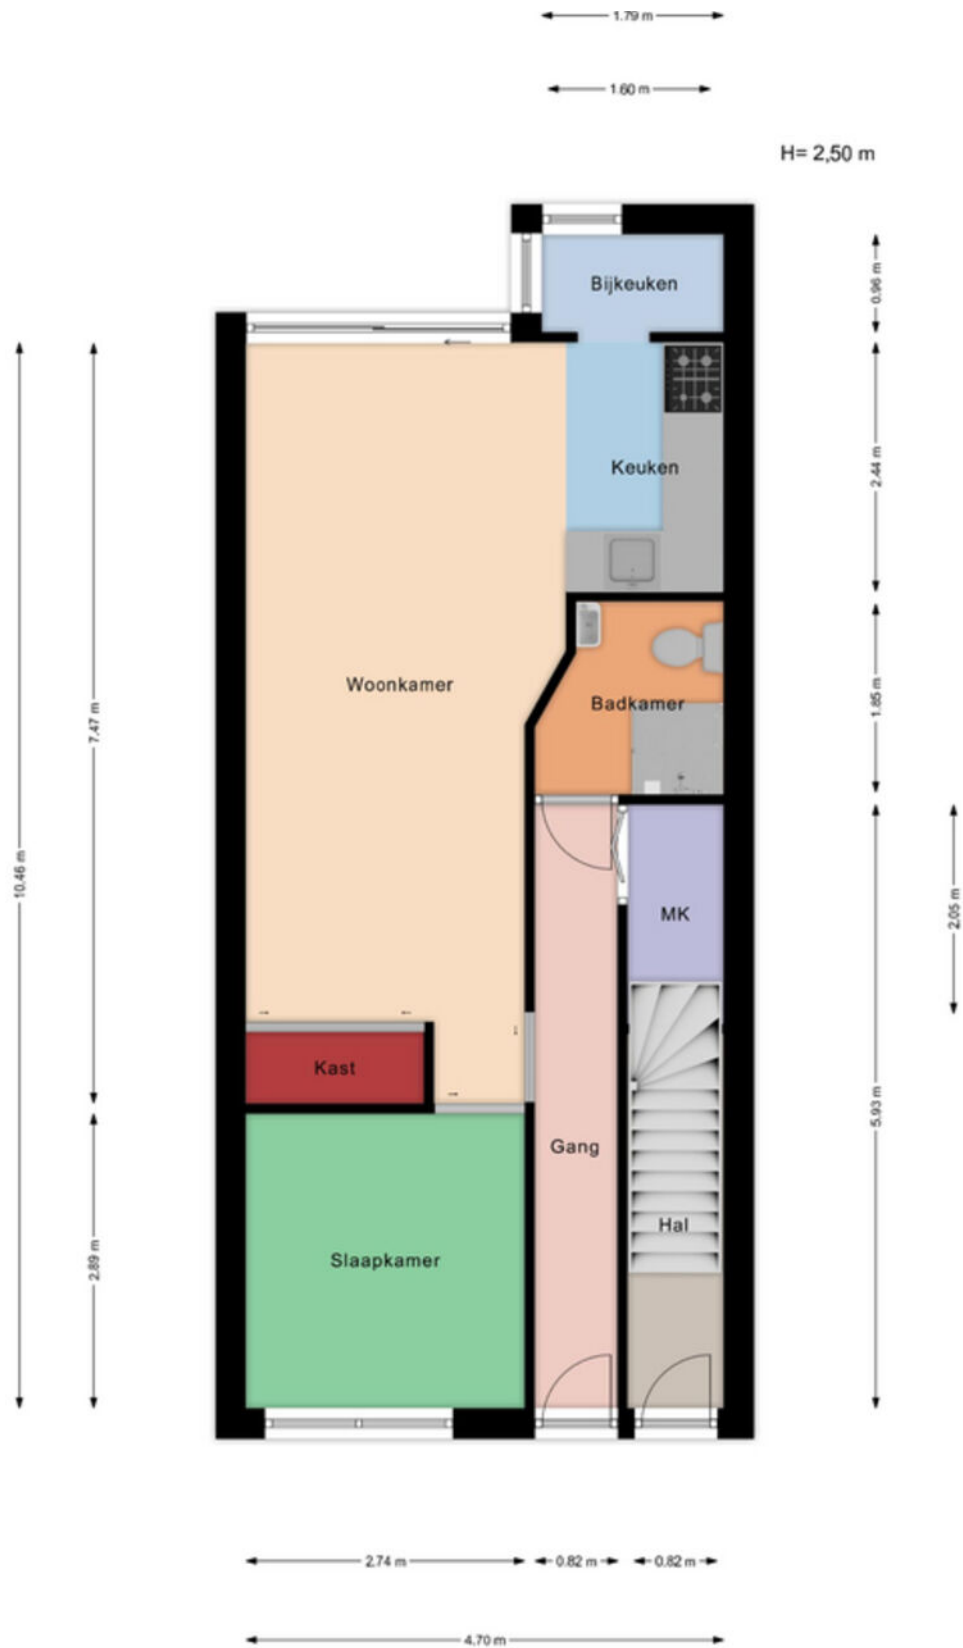 1.79 m
1.60 m
H= 2,50 m
Bijkeuken
0.96 m
Keuken
2.44 m
Woonkamer
Badkamer
1.85 m
7.47 m
10.46 m
MK
2.05 m
Kast
Gang
5.93 m
Hal
Slaapkamer
2.89 m
2.74 m
0.82 m
0.82 m
4.70 m